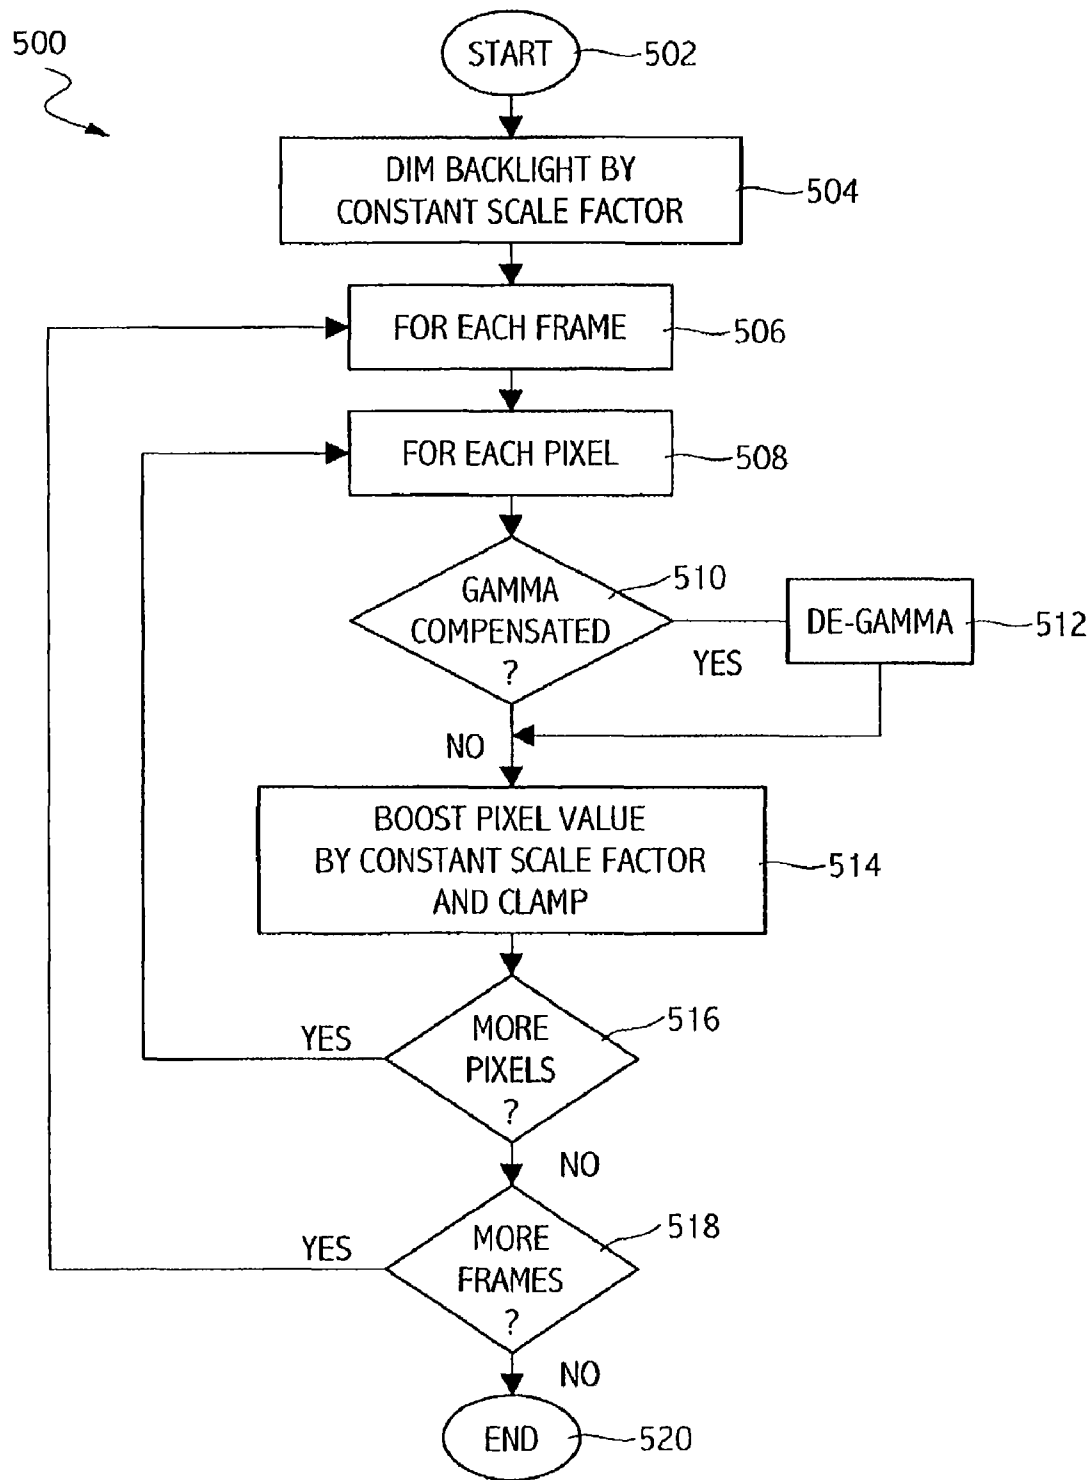 500
START
502
DIM BACKLIGHT BY
CONSTANT SCALE FACTOR
504
FOR EACH FRAME
506
FOR EACH PIXEL
508
GAMMA
COMPENSATED
?
510
YES
DE-GAMMA
512
NO
BOOST PIXEL VALUE
BY CONSTANT SCALE FACTOR
AND CLAMP
514
MORE
PIXELS
?
516
YES
NO
MORE
FRAMES
?
518
YES
NO
END
520